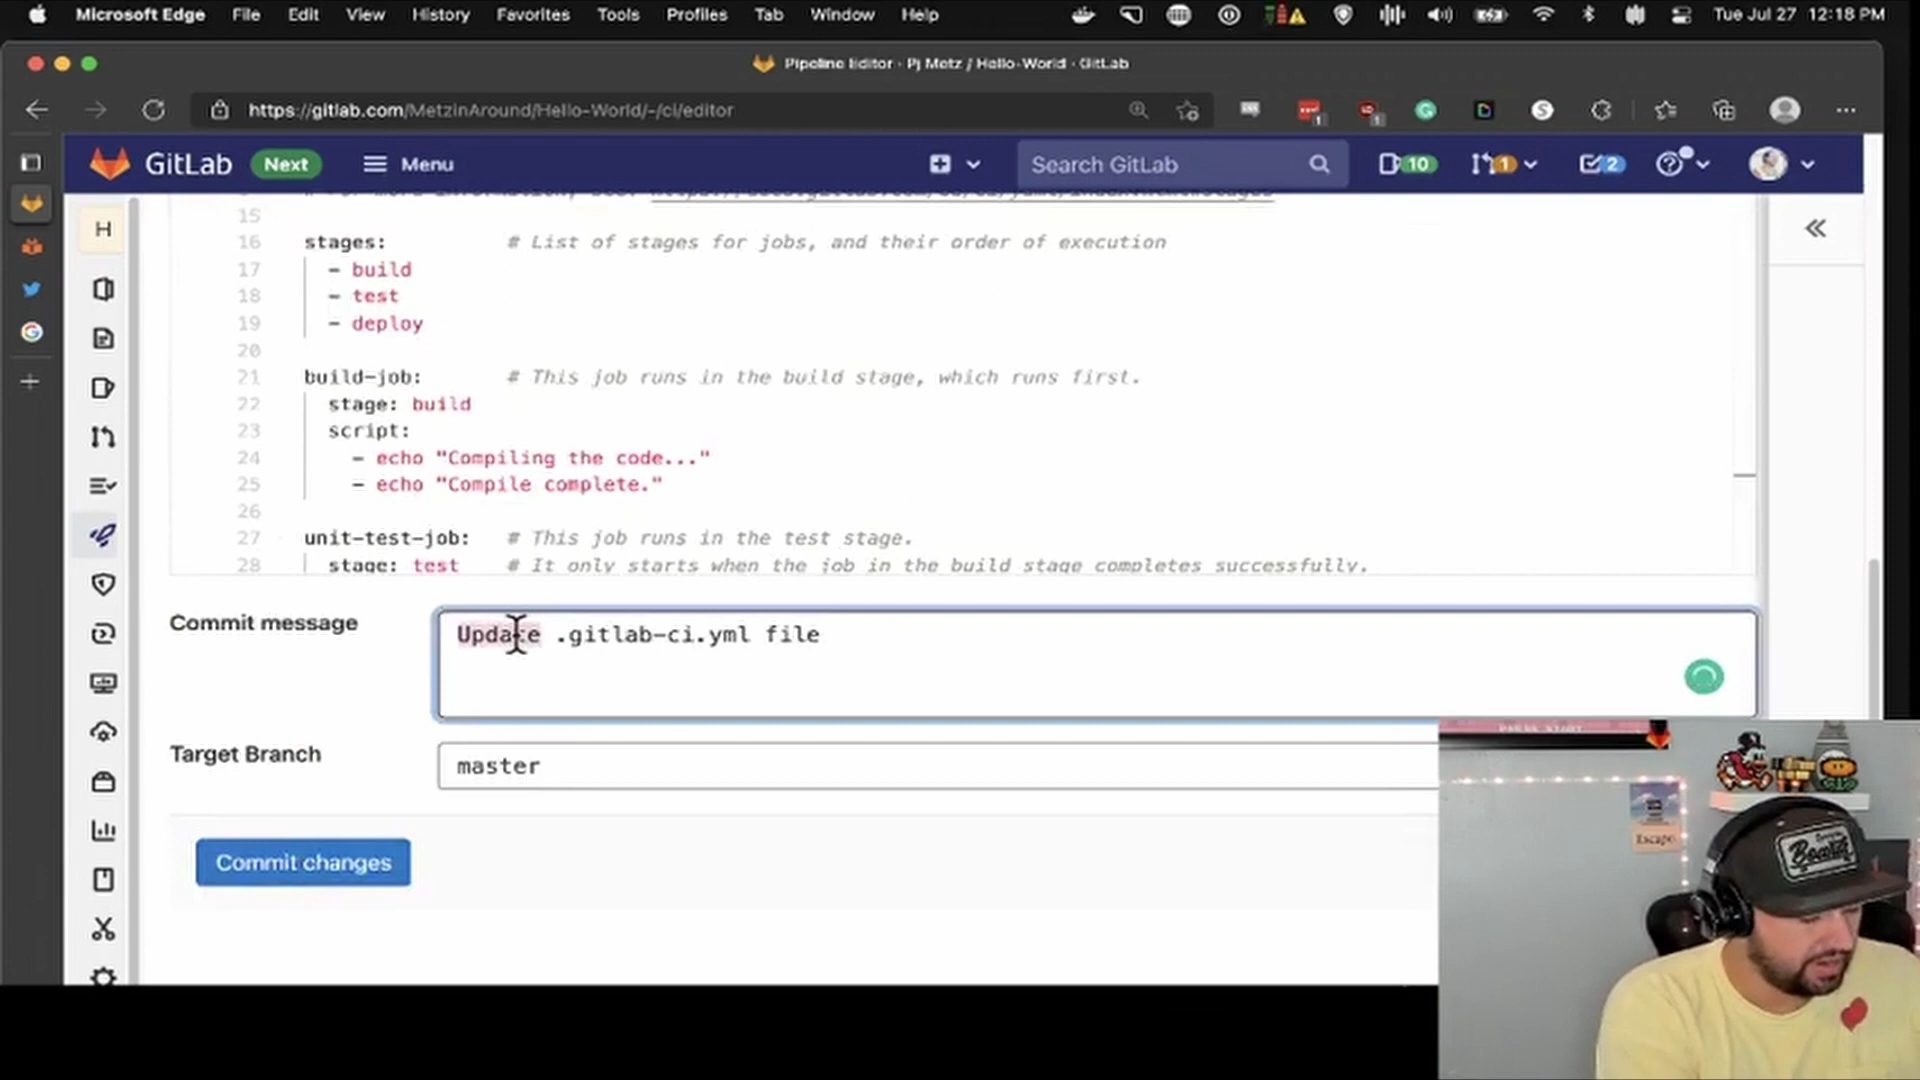 Microsoft Edge File Edit View History Favorites Tools Profiles Tab Window Help Tue Jul 27 12:18 PM
Pipeline Editor · Pj Metz / Hello-World · GitLab
https://gitlab.com/MetzinAround/Hello-World/-/ci/editor
1 1
GitLab Next Menu Search GitLab 10 1 2
H
15
16 stages: # List of stages for jobs, and their order of execution
17 - build
18 - test
19 - deploy
20
21 build-job: # This job runs in the build stage, which runs first.
22 stage: build
23 script:
24 - echo "Compiling the code..."
25 - echo "Compile complete."
26
27 unit-test-job: # This job runs in the test stage.
28 stage: test # It only starts when the job in the build stage completes successfully.
Commit message
Update .gitlab-ci.yml file
Target Branch
master
Commit changes
Escape